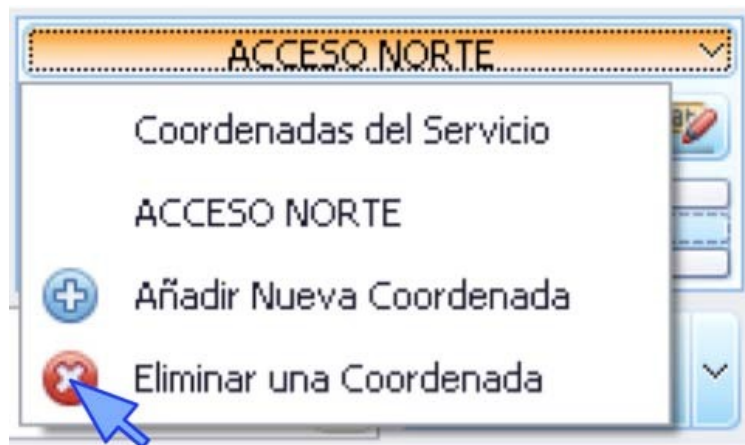 ACCESO NORTE
Coordenadas del Servicio
ACCESO NORTE
Añadir Nueva Coordenada
Eliminar una Coordenada